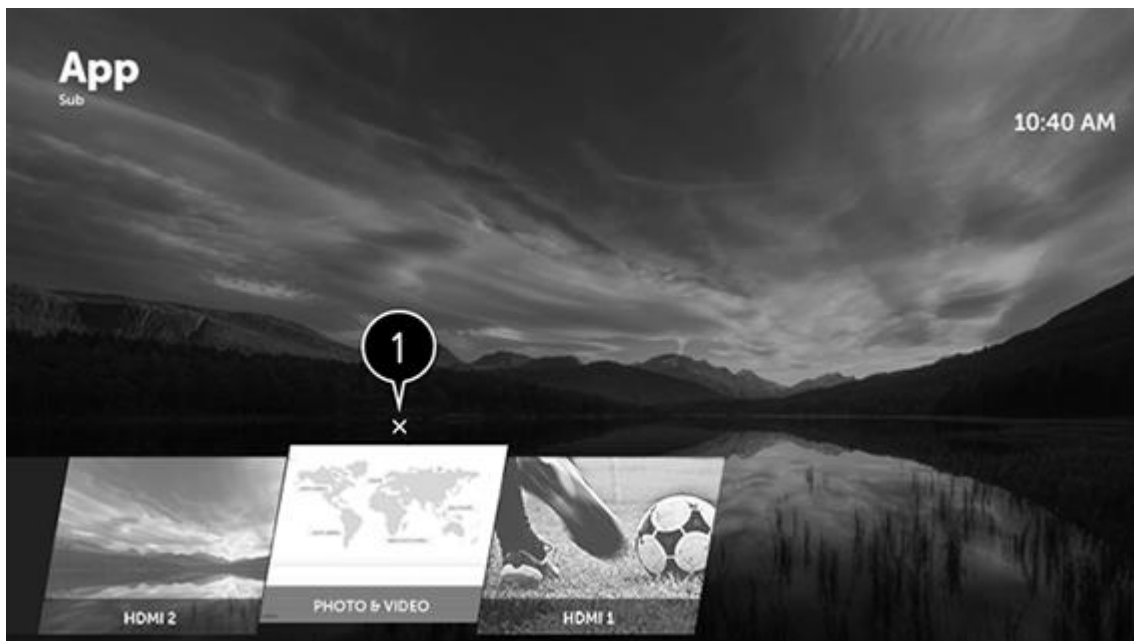 App
Sub
10:40 AM
1
×
HDMI 2
PHOTO & VIDEO
HDMI 1